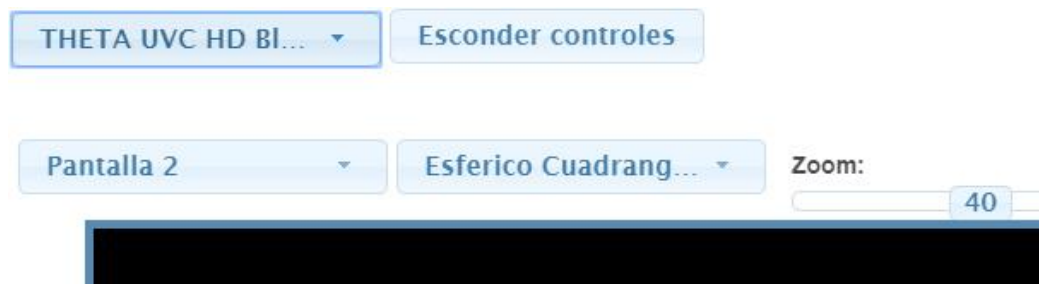 THETA UVC HD Bl... Esconder controles
Pantalla 2 Esferico Cuadrang... Zoom:
40